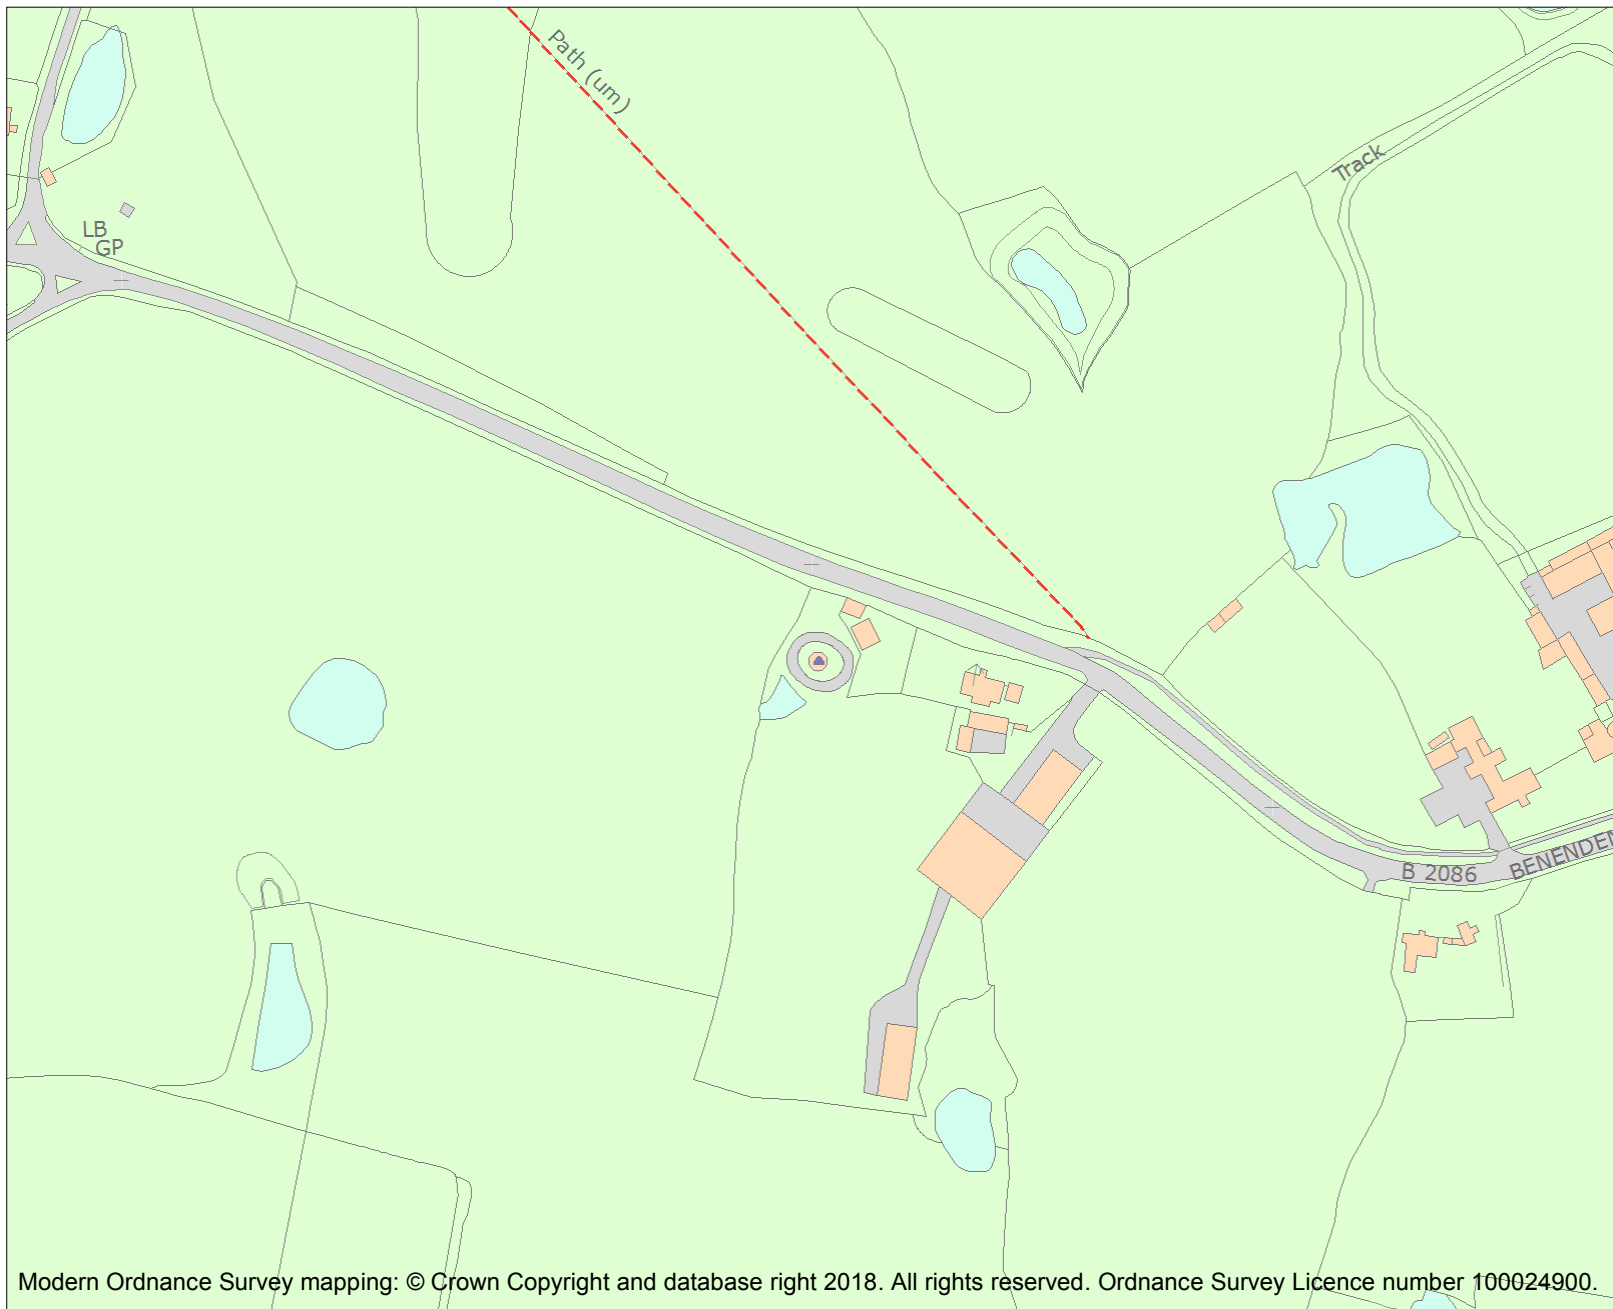 Path (um)
Track
LB
GP
B 2086
BENENDEN
Modern Ordnance Survey mapping: © Crown Copyright and database right 2018. All rights reserved. Ordnance Survey Licence number 100024900.